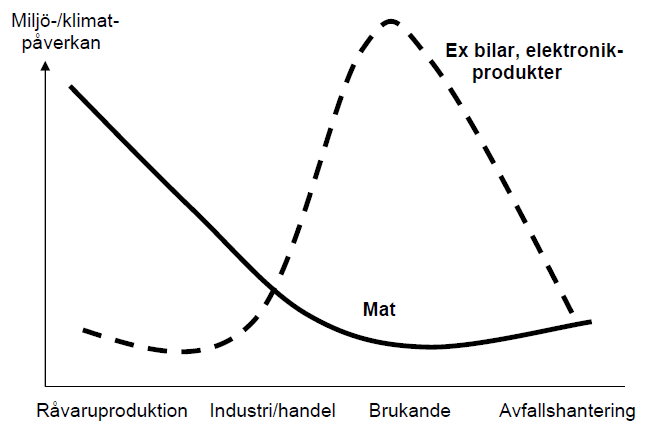 Miljö-/klimat-
påverkan
Ex bilar, elektronik-
produkter
Mat
Råvaruproduktion Industri/handel Brukande Avfallshantering